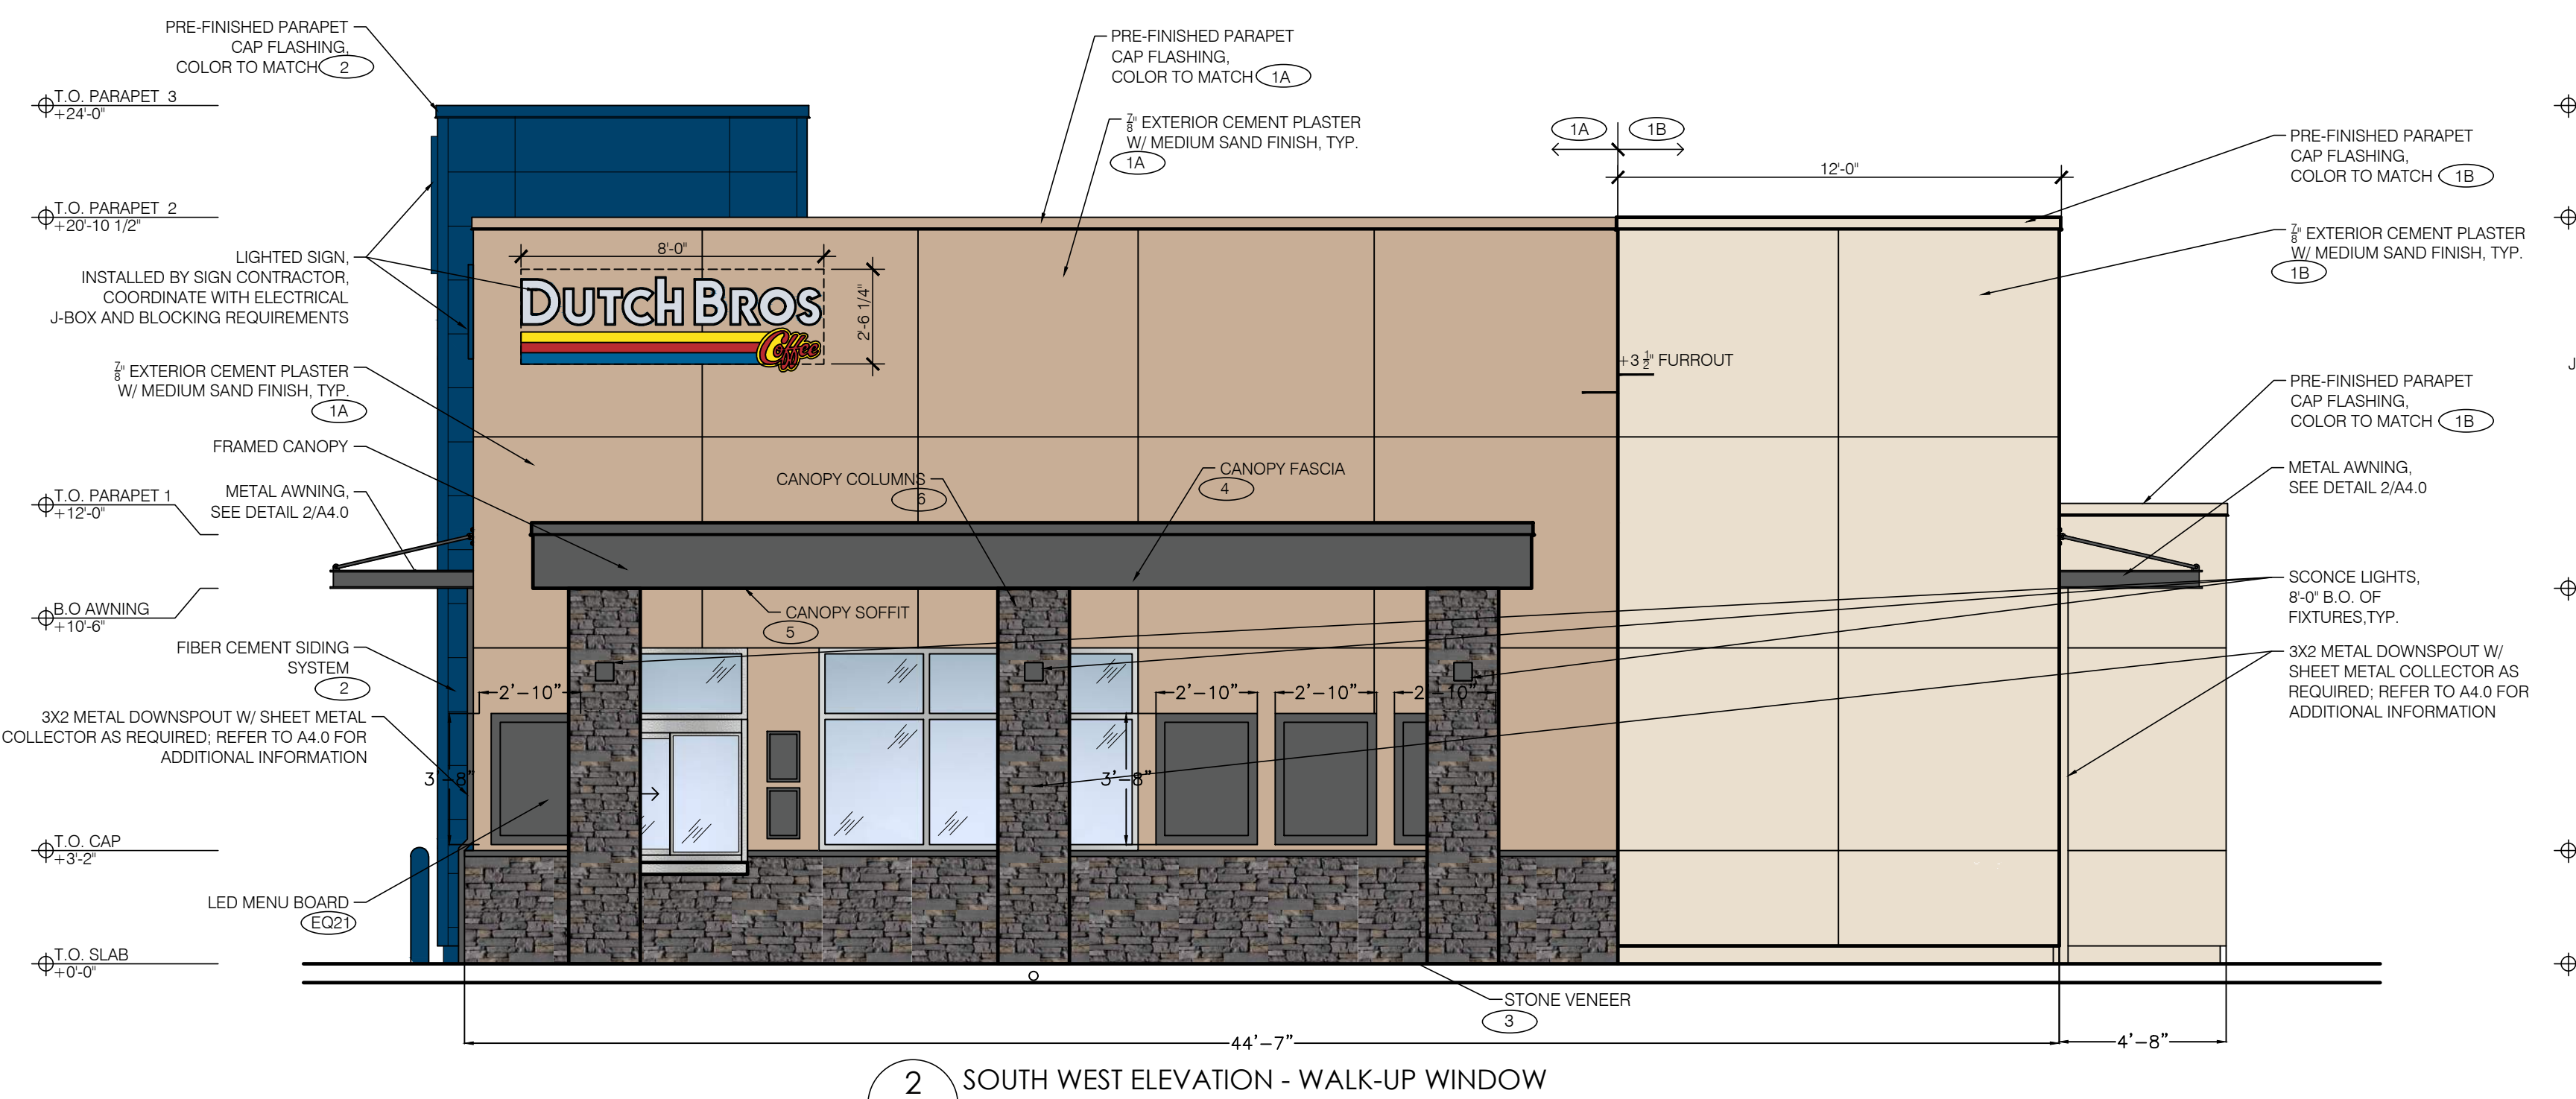 PRE-FINISHED PARAPET
CAP FLASHING,
COLOR TO MATCH 2
T.O. PARAPET 3
+24'-0"
T.O. PARAPET 2
+20'-10 1/2"
LIGHTED SIGN,
INSTALLED BY SIGN CONTRACTOR,
COORDINATE WITH ELECTRICAL
J-BOX AND BLOCKING REQUIREMENTS
7/8" EXTERIOR CEMENT PLASTER
W/ MEDIUM SAND FINISH, TYP.
1A
FRAMED CANOPY
T.O. PARAPET 1
+12'-0"
METAL AWNING,
SEE DETAIL 2/A4.0
B.O AWNING
+10'-6"
FIBER CEMENT SIDING
SYSTEM
2
3X2 METAL DOWNSPOUT W/ SHEET METAL
COLLECTOR AS REQUIRED; REFER TO A4.0 FOR
ADDITIONAL INFORMATION
T.O. CAP
+3'-2"
LED MENU BOARD
EQ21
T.O. SLAB
+0'-0"
PRE-FINISHED PARAPET
CAP FLASHING,
COLOR TO MATCH 1A
7/8" EXTERIOR CEMENT PLASTER
W/ MEDIUM SAND FINISH, TYP.
1A
1A 1B
12'-0"
8'-0"
2'-6 1/4"
DUTCH BROS
Coffee
+3 1/2" FURROUT
CANOPY COLUMNS
6
CANOPY FASCIA
4
CANOPY SOFFIT
5
2'-10" 2'-10" 2'-10" 2'-10"
3'-8" 3'-8"
PRE-FINISHED PARAPET
CAP FLASHING,
COLOR TO MATCH 1B
7/8" EXTERIOR CEMENT PLASTER
W/ MEDIUM SAND FINISH, TYP.
1B
J
PRE-FINISHED PARAPET
CAP FLASHING,
COLOR TO MATCH 1B
METAL AWNING,
SEE DETAIL 2/A4.0
SCONCE LIGHTS,
8'-0" B.O. OF
FIXTURES,TYP.
3X2 METAL DOWNSPOUT W/
SHEET METAL COLLECTOR AS
REQUIRED; REFER TO A4.0 FOR
ADDITIONAL INFORMATION
STONE VENEER
3
44'-7" 4'-8"
2 SOUTH WEST ELEVATION - WALK-UP WINDOW